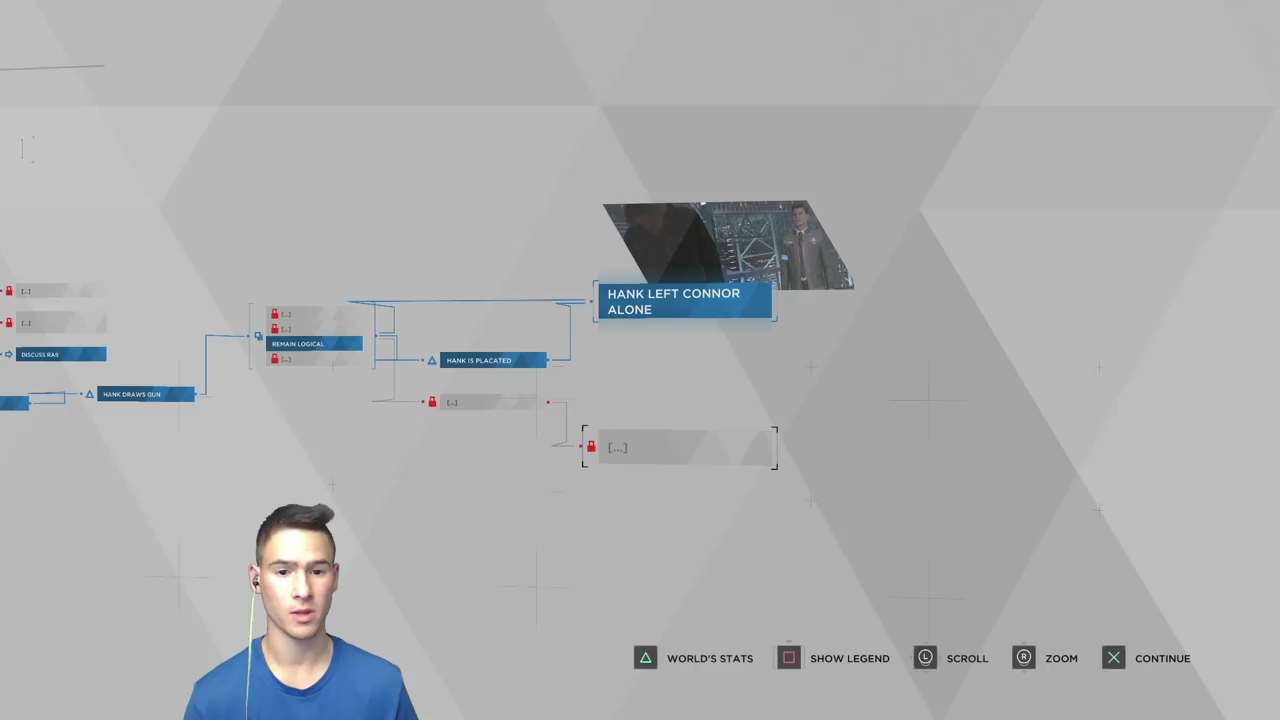 [...]
[...]
DISCUSS RA9
HANK DRAWS GUN
[...]
[...]
REMAIN LOGICAL
[...]
HANK IS PLACATED
[...]
HANK LEFT CONNOR
ALONE
[...]
WORLD'S STATS
SHOW LEGEND
L
SCROLL
R
ZOOM
CONTINUE